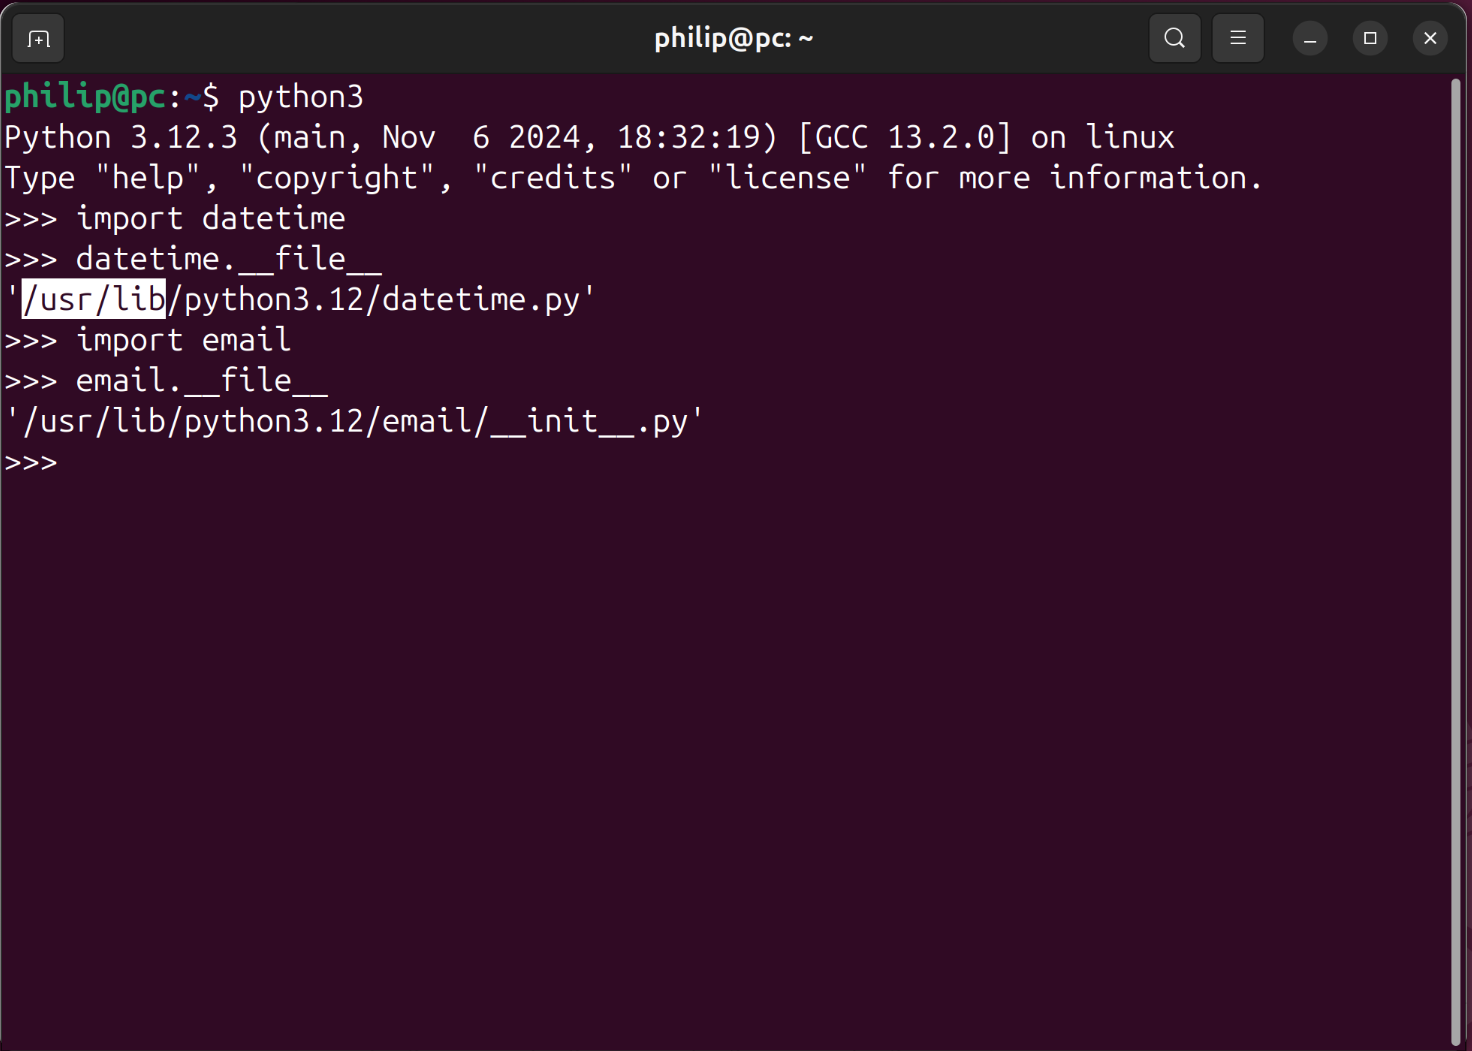 philip@pc: ~
philip@pc:~$ python3
Python 3.12.3 (main, Nov  6 2024, 18:32:19) [GCC 13.2.0] on linux
Type "help", "copyright", "credits" or "license" for more information.
>>> import datetime
>>> datetime.__file__
'/usr/lib/python3.12/datetime.py'
>>> import email
>>> email.__file__
'/usr/lib/python3.12/email/__init__.py'
>>>